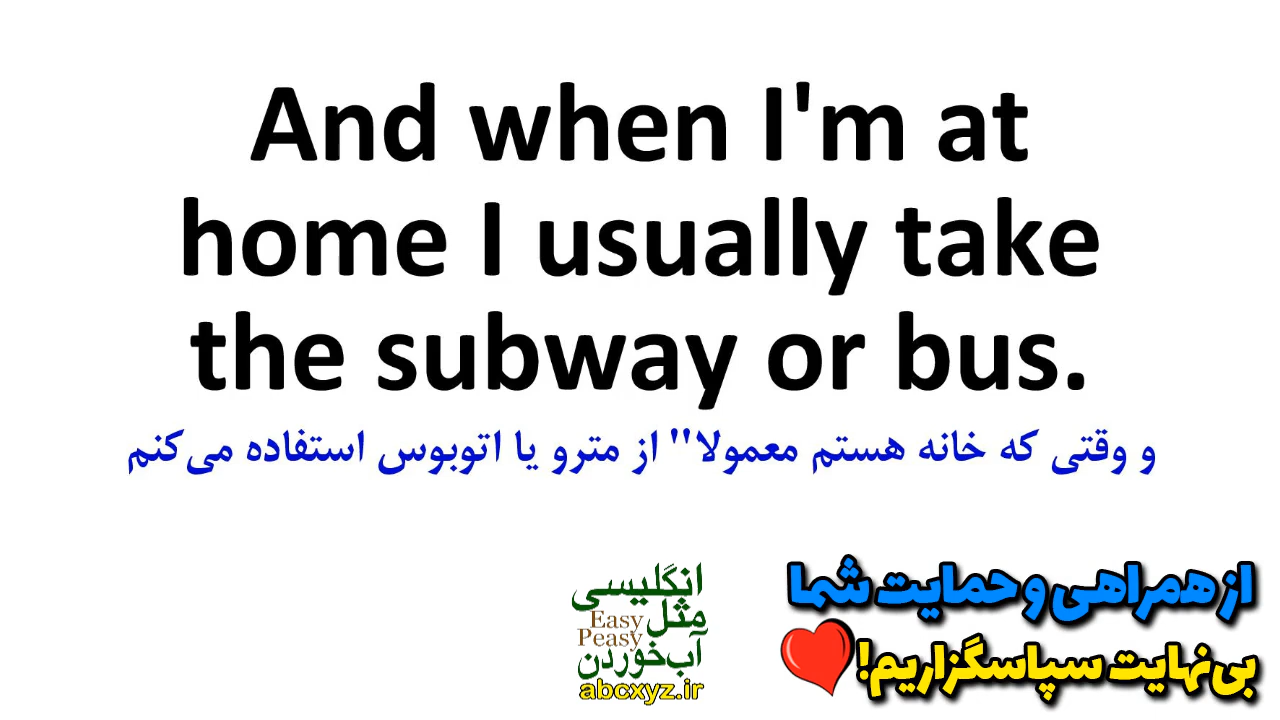 And when I'm at
home I usually take
the subway or bus.
و وقتی که خانه هستم معمولا" از مترو یا اتوبوس استفاده می‌کنم
انگلیسی
مثل
Easy
Peasy
آب‌خوردن
abcxyz.ir
از همراهی و حمایت شما
بی‌نهایت سپاسگزاریم!